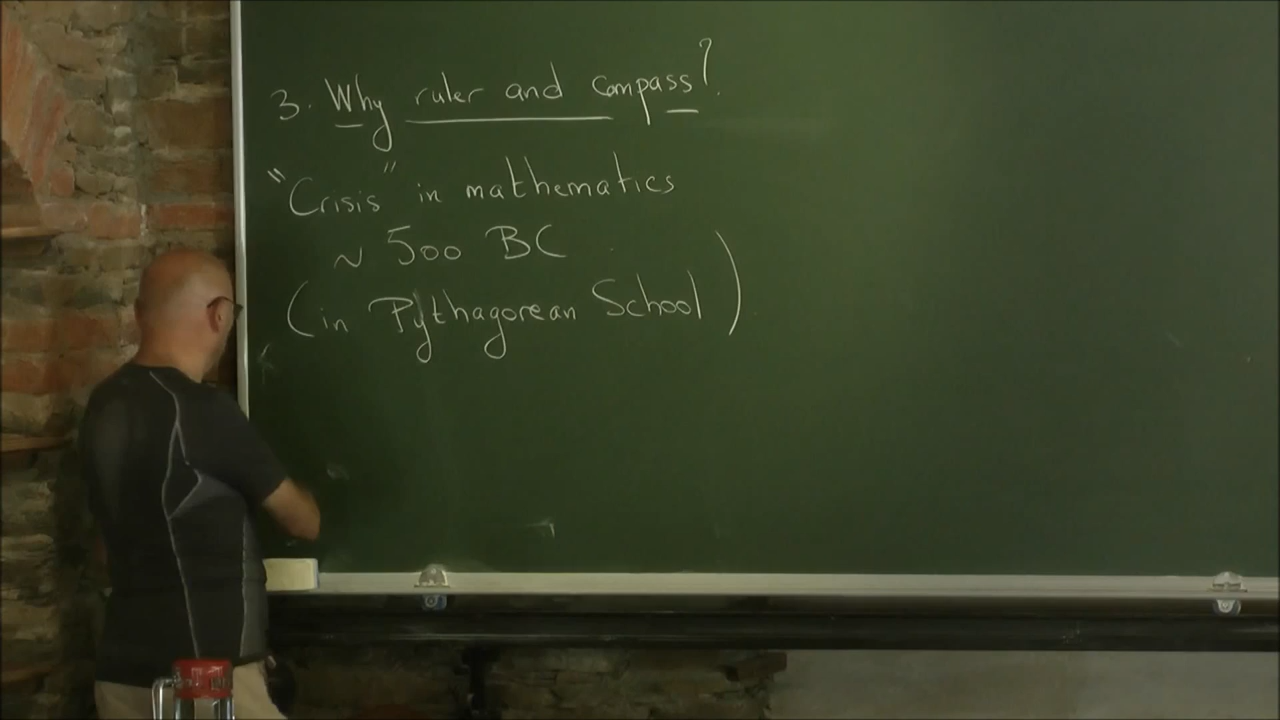 3. Why ruler and compass?
"Crisis" in mathematics
~ 500 BC
(in Pythagorean School)